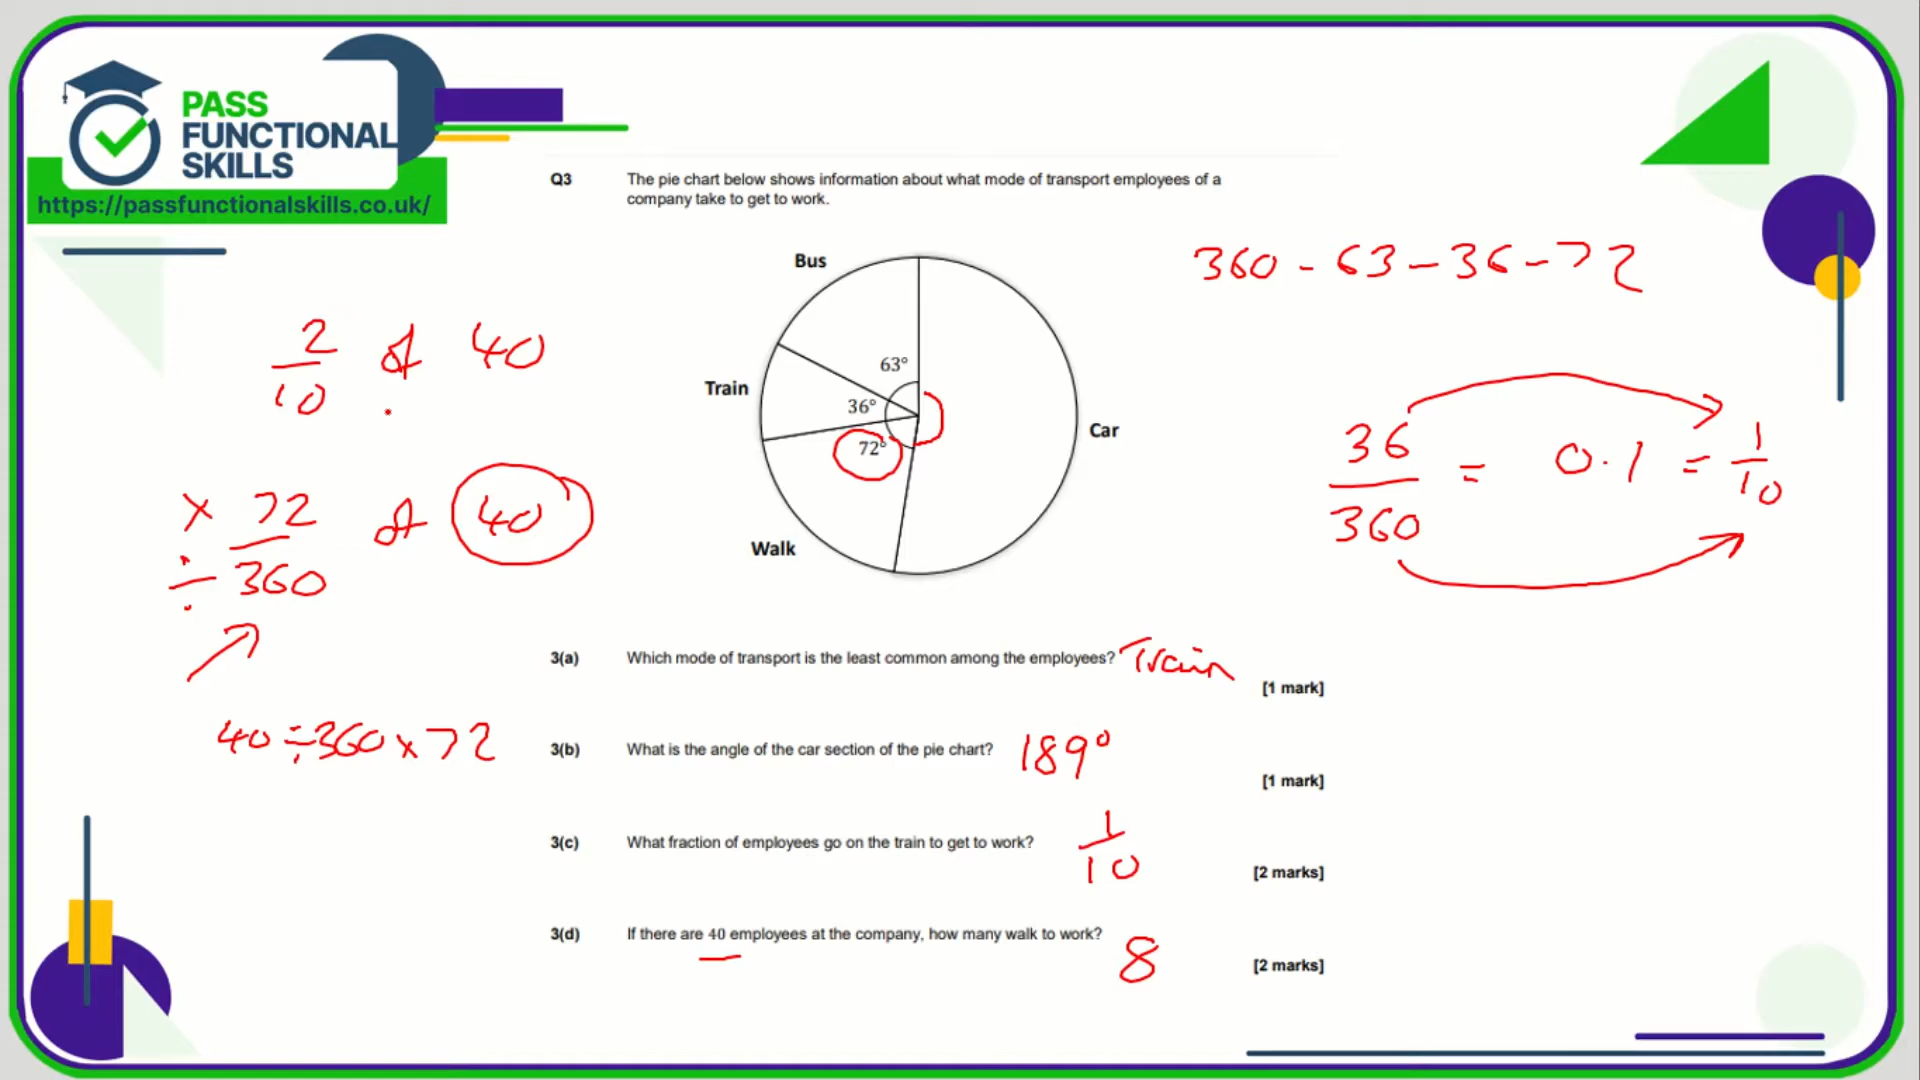 PASS
FUNCTIONAL
SKILLS
https://passfunctionalskills.co.uk/
Q3 The pie chart below shows information about what mode of transport employees of a
company take to get to work.
360 - 63 - 36 - 72
Bus
63°
Train
36°
72°
Car
Walk
2/10 of 40
× 72 of 40
÷ 360
40 ÷ 360 × 72
36/360 = 0.1 = 1/10
3(a) Which mode of transport is the least common among the employees? Train
[1 mark]
3(b) What is the angle of the car section of the pie chart? 189°
[1 mark]
3(c) What fraction of employees go on the train to get to work? 1/10
[2 marks]
3(d) If there are 40 employees at the company, how many walk to work? 8
[2 marks]